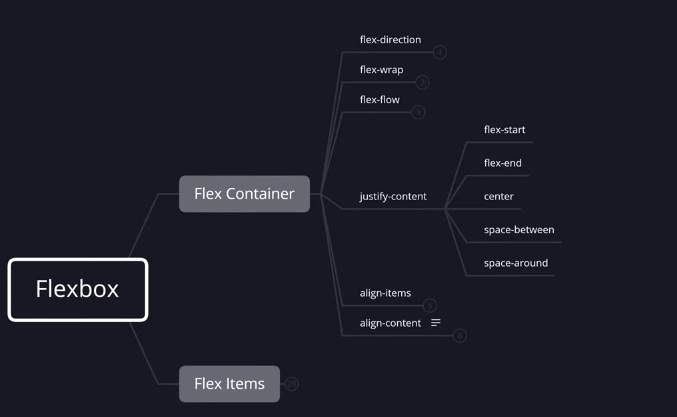 flex-direction
4
flex-wrap
3
flex-flow
3
flex-start
flex-end
Flex Container
justify-content
center
space-between
space-around
Flexbox
align-items
5
align-content
6
Flex Items